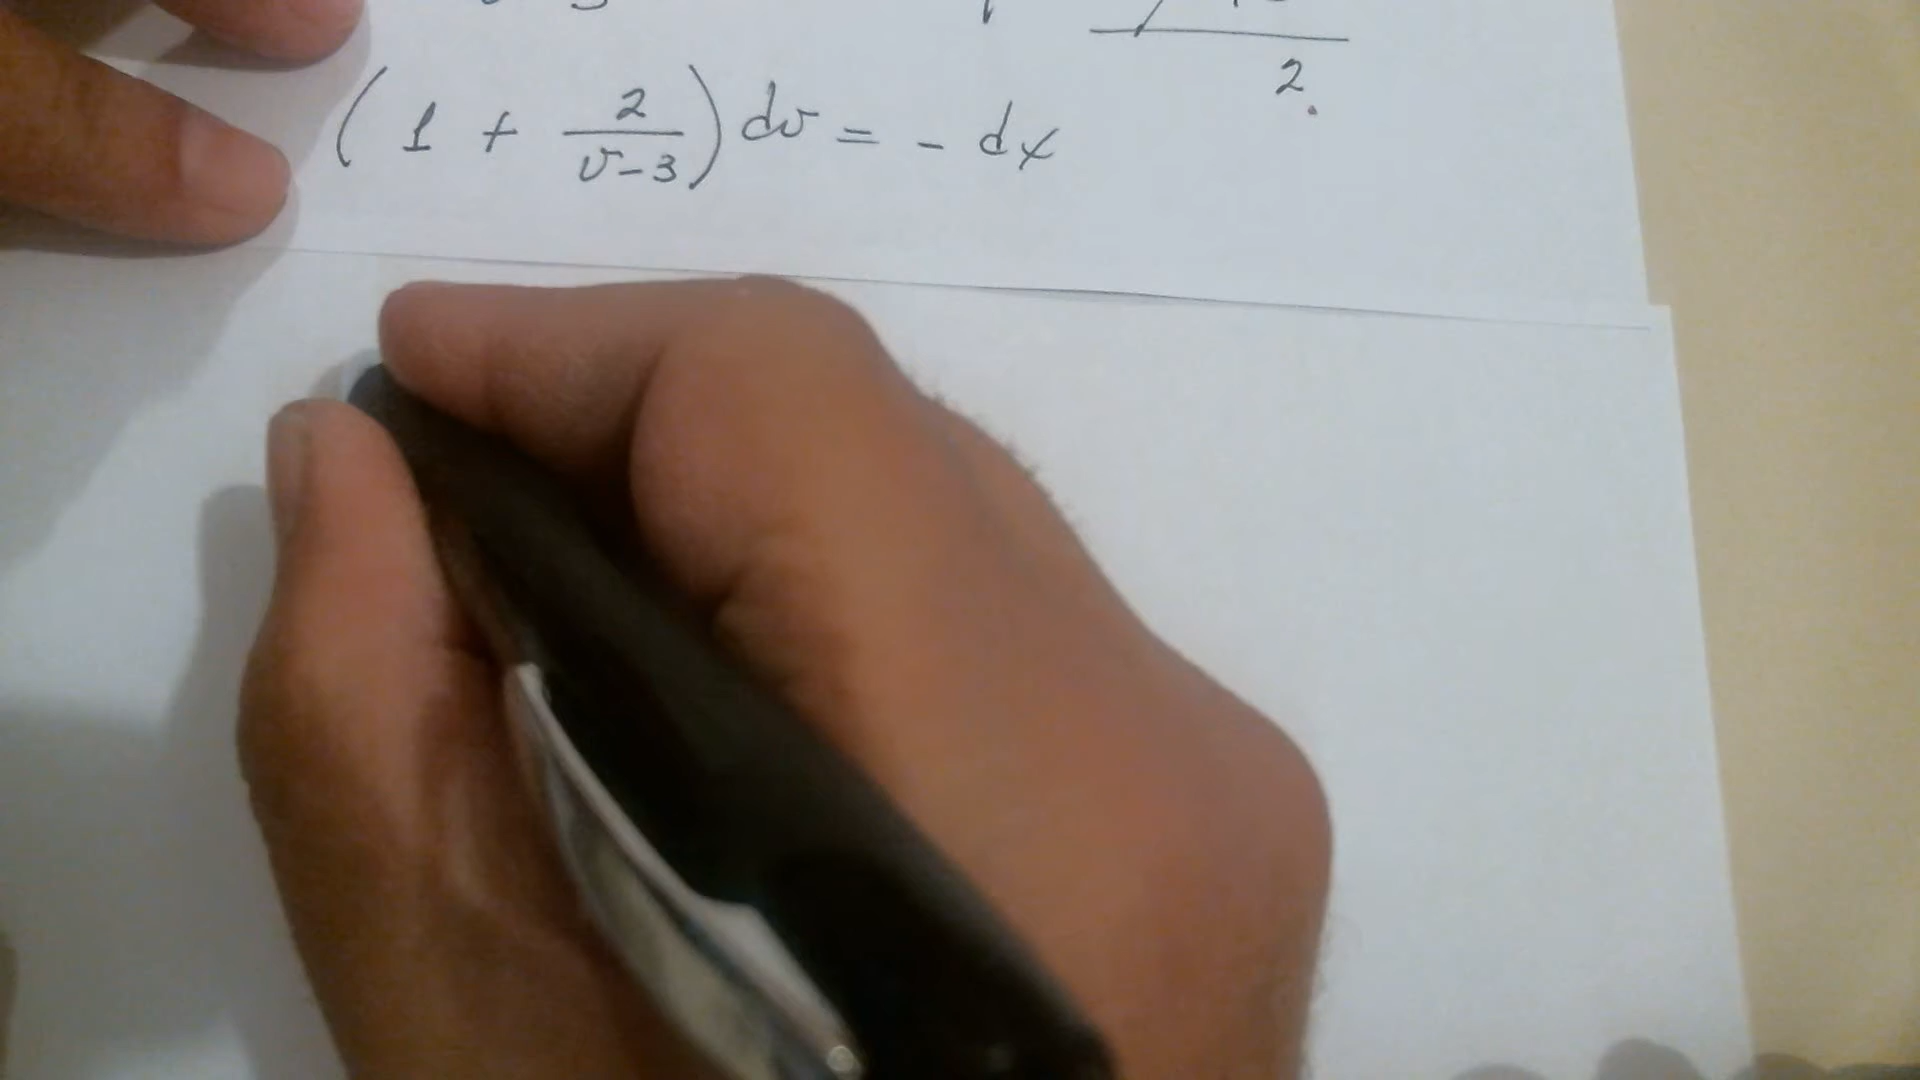 2
( 1 + 2/(v-3) ) dv = - dx